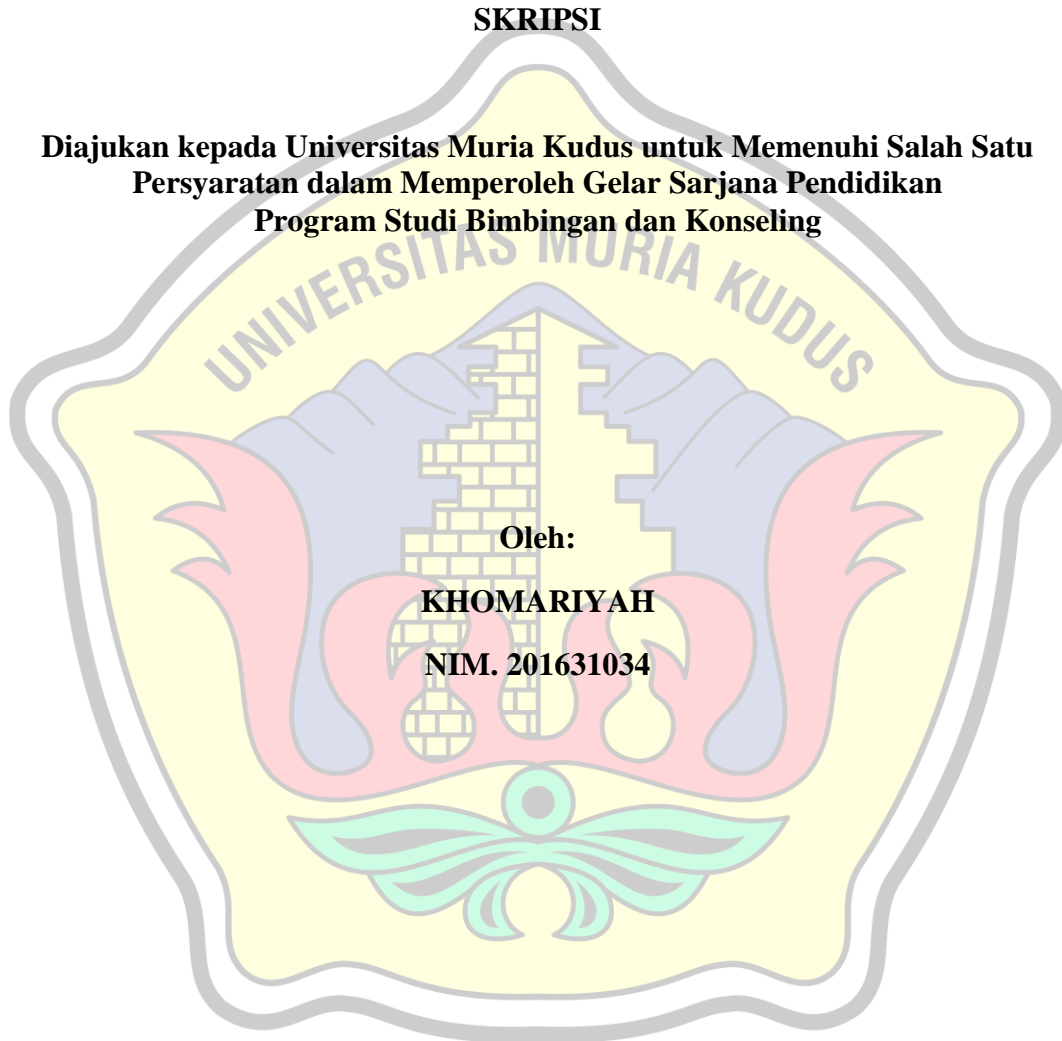 SKRIPSI
Diajukan kepada Universitas Muria Kudus untuk Memenuhi Salah Satu
Persyaratan dalam Memperoleh Gelar Sarjana Pendidikan
Program Studi Bimbingan dan Konseling
UNIVERSITAS MURIA KUDUS
Oleh:
KHOMARIYAH
NIM. 201631034